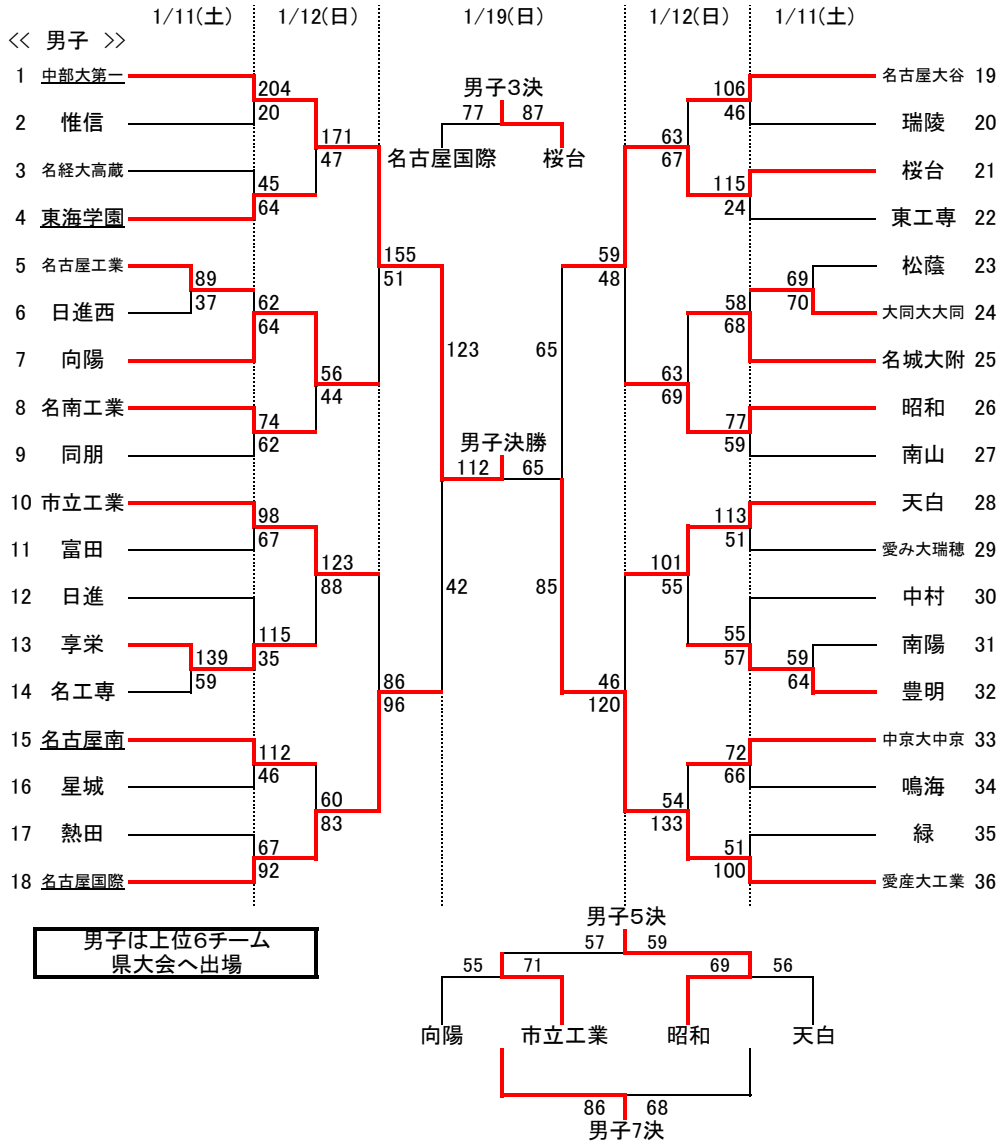 1/11(土) 1/12(日) 1/19(日) 1/12(日) 1/11(土)
<< 男子 >>
1 中部大第一
2 惟信
3 名経大高蔵
4 東海学園
5 名古屋工業
6 日進西
7 向陽
8 名南工業
9 同朋
10 市立工業
11 富田
12 日進
13 享栄
14 名工専
15 名古屋南
16 星城
17 熱田
18 名古屋国際
89
37
139
59
204
20
45
64
62
64
74
62
98
67
115
35
112
46
67
92
171
47
56
44
123
88
60
83
155
51
86
96
123
42
男子3決
77 87
名古屋国際 桜台
男子決勝
112 65
65
85
59
48
46
120
63
67
63
69
101
55
54
133
106
46
115
24
58
68
77
59
113
51
55
57
72
66
51
100
69
70
59
64
名古屋大谷 19
瑞陵 20
桜台 21
東工専 22
松蔭 23
大同大大同 24
名城大附 25
昭和 26
南山 27
天白 28
愛み大瑞穂 29
中村 30
南陽 31
豊明 32
中京大中京 33
鳴海 34
緑 35
愛産大工業 36
男子は上位6チーム
県大会へ出場
男子5決
57 59
55 71 69 56
向陽 市立工業 昭和 天白
86 68
男子7決